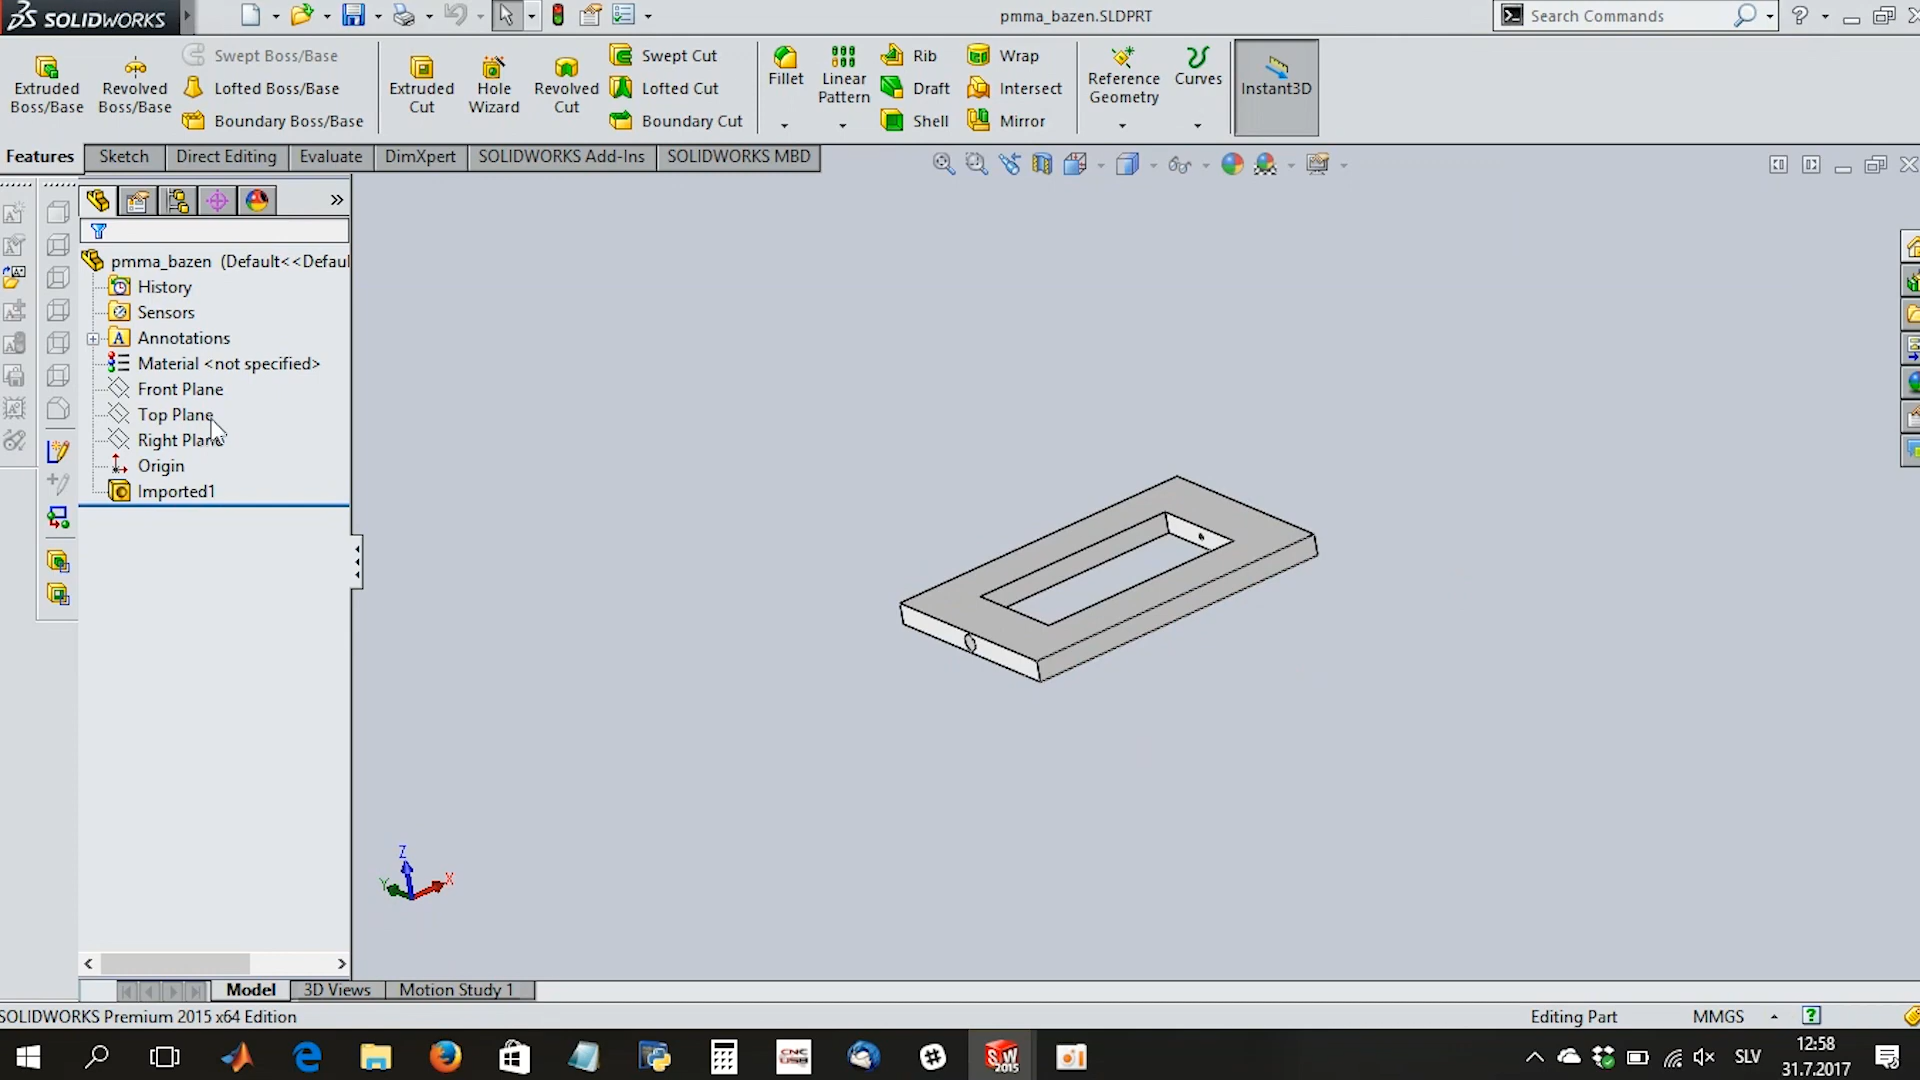 SOLIDWORKS
pmma_bazen.SLDPRT
Search Commands
Extruded Boss/Base
Revolved Boss/Base
Swept Boss/Base
Lofted Boss/Base
Boundary Boss/Base
Extruded Cut
Hole Wizard
Revolved Cut
Swept Cut
Lofted Cut
Boundary Cut
Fillet
Linear Pattern
Rib
Draft
Shell
Wrap
Intersect
Mirror
Reference Geometry
Curves
Instant3D
Features
Sketch
Direct Editing
Evaluate
DimXpert
SOLIDWORKS Add-Ins
SOLIDWORKS MBD
pmma_bazen (Default<<Defaul
History
Sensors
Annotations
Material <not specified>
Front Plane
Top Plane
Right Plane
Origin
Imported1
Z
Y
X
Model
3D Views
Motion Study 1
SOLIDWORKS Premium 2015 x64 Edition
Editing Part
MMGS
CNC USB
SW 2015
SLV
12:58
31.7.2017